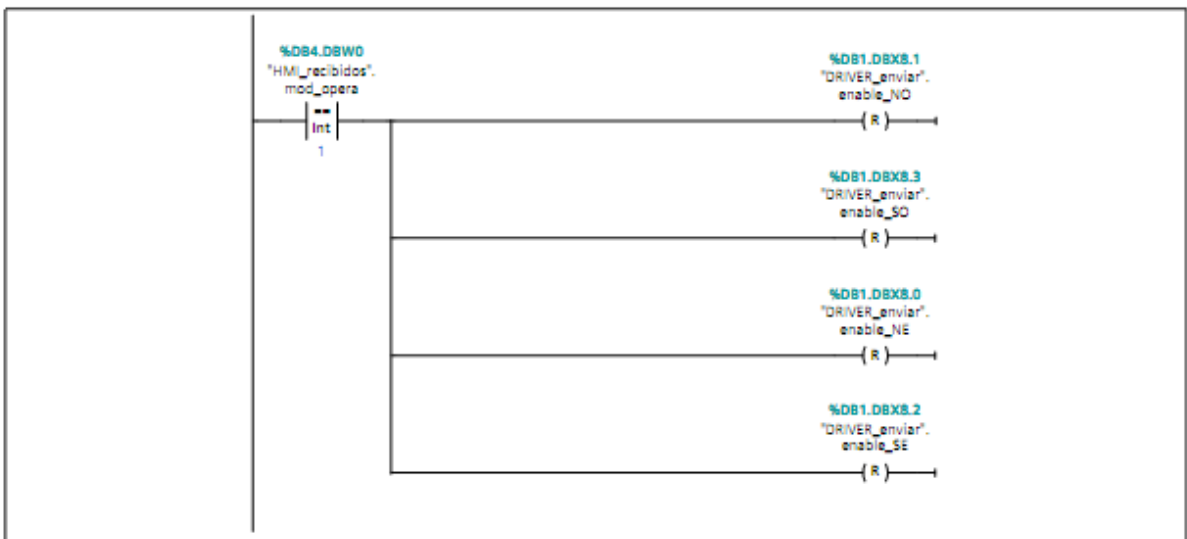 %DB4.DBW0
"HMI_recibidos".
mod_opera
==
Int
1
%DB1.DBX8.1
"DRIVER_enviar".
enable_NO
( R )
%DB1.DBX8.3
"DRIVER_enviar".
enable_SO
( R )
%DB1.DBX8.0
"DRIVER_enviar".
enable_NE
( R )
%DB1.DBX8.2
"DRIVER_enviar".
enable_SE
( R )